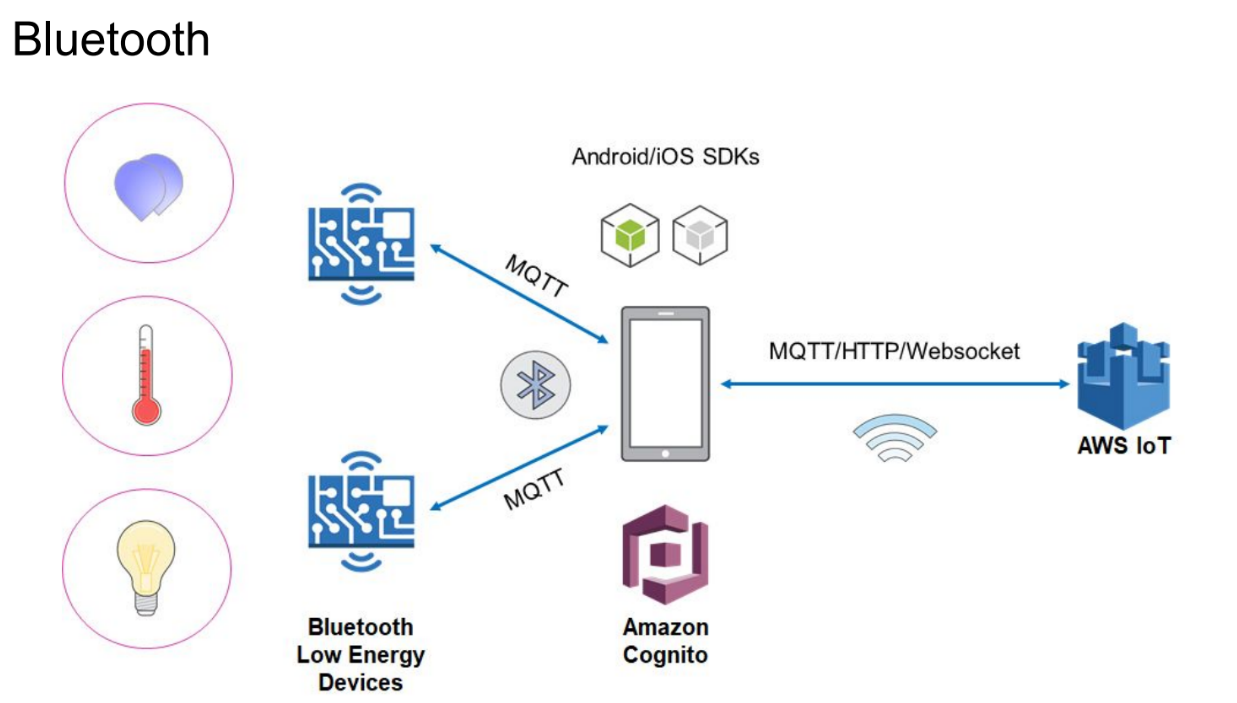 Bluetooth
Android/iOS SDKs
MQTT
MQTT/HTTP/Websocket
AWS IoT
MQTT
Bluetooth
Low Energy
Devices
Amazon
Cognito